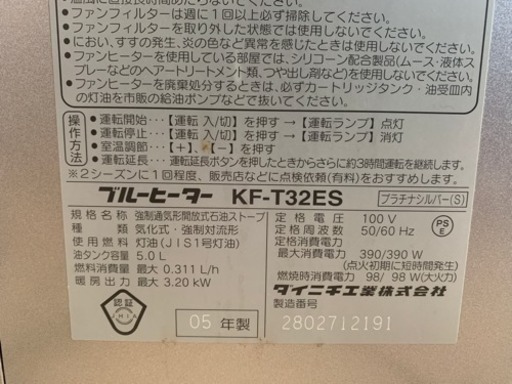 ●ファンフィルターは週に1回以上必ず掃除してください。
●ファンフィルターを取り外した状態では使用しないでください。
●におい、すすの発生、炎の色など異常を感じたときは使用しないでください。
●ファンヒーターを使用している部屋では、シリコーン配合製品(ムース・液体ス
プレーなどのヘアートリートメント類、つや出し剤など)を使用しないでください。
●ファンヒーターを廃棄処分するときは、必ずカートリッジタンク・油受皿内
の灯油を市販の給油ポンプなどで抜いてください。
操作方法
●運転開始…【運転 入/切】を押す→【運転ランプ】点灯
●運転停止…【運転 入/切】を押す→【運転ランプ】消灯
●室温調節…【+】、【−】を押す
●運転延長…運転延長ボタンを押したときからさらに約3時間運転を継続します。
※2シーズンに1回程度、販売店などに点検依頼(有料)をおすすめします。
ブルーヒーター KF-T32ES プラチナシルバー(S)
規格名称 強制通気形開放式石油ストーブ
種類 気化式・強制対流形
使用燃料 灯油(JIS1号灯油)
油タンク容量 5.0L
燃料消費量 最大 0.311L/h
暖房出力 最大 3.20kW
定格電圧 100V
定格周波数 50/60Hz
定格消費電力
最大消費電力 390/390W
(点火初期に短時間発生)
燃焼時消費電力 98/98W(大火力)
PSE
ダイニチ工業株式会社
製造番号
2802712191
認証
JHIA
05年製